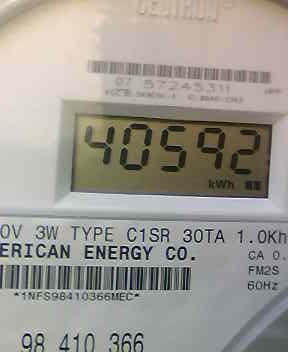 CENTRON
07 57245311
40592
kWh
0V 3W TYPE C1SR 30TA 1.0Kh
ERICAN ENERGY CO.
CA 0.
*1NFS98410366MEC*
FM2S
60Hz
98 410 366